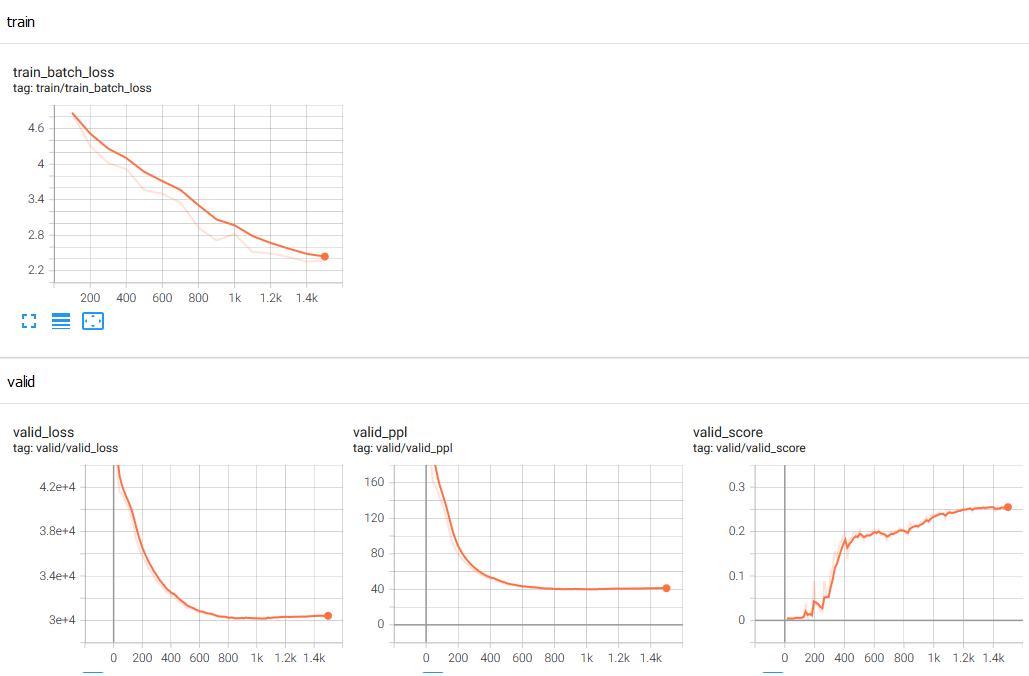 train
train_batch_loss
tag: train/train_batch_loss
4.6
4
3.4
2.8
2.2
200 400 600 800 1k 1.2k 1.4k
valid
valid_loss
tag: valid/valid_loss
4.2e+4
3.8e+4
3.4e+4
3e+4
0 200 400 600 800 1k 1.2k 1.4k
valid_ppl
tag: valid/valid_ppl
160
120
80
40
0
0 200 400 600 800 1k 1.2k 1.4k
valid_score
tag: valid/valid_score
0.3
0.2
0.1
0
0 200 400 600 800 1k 1.2k 1.4k